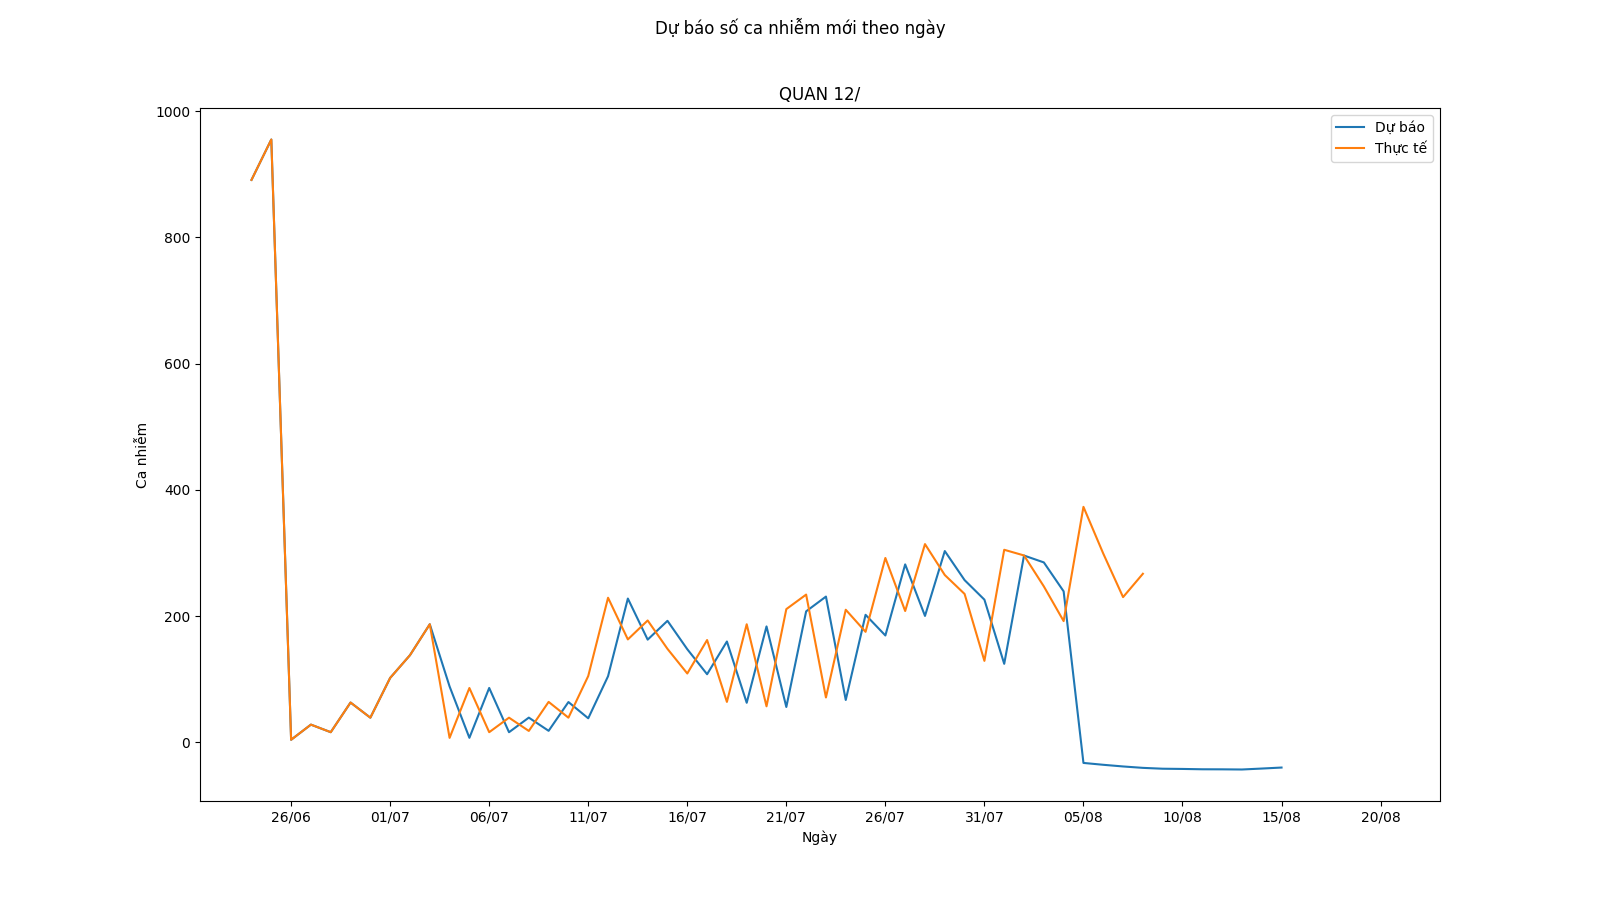 Dự báo số ca nhiễm mới theo ngày
QUAN 12/
Dự báo
Thực tế
1000
800
600
400
200
0
Ca nhiễm
26/06 01/07 06/07 11/07 16/07 21/07 26/07 31/07 05/08 10/08 15/08 20/08
Ngày